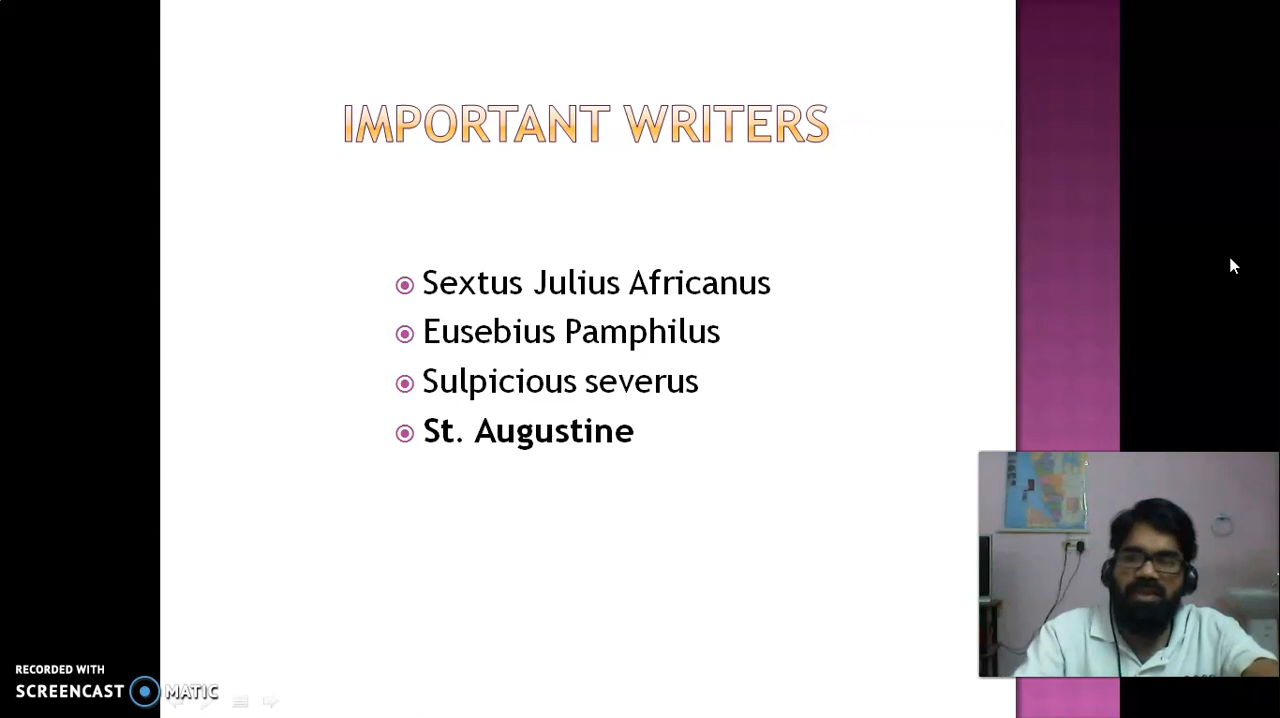 IMPORTANT WRITERS
Sextus Julius Africanus
Eusebius Pamphilus
Sulpicious severus
St. Augustine
RECORDED WITH
SCREENCAST MATIC